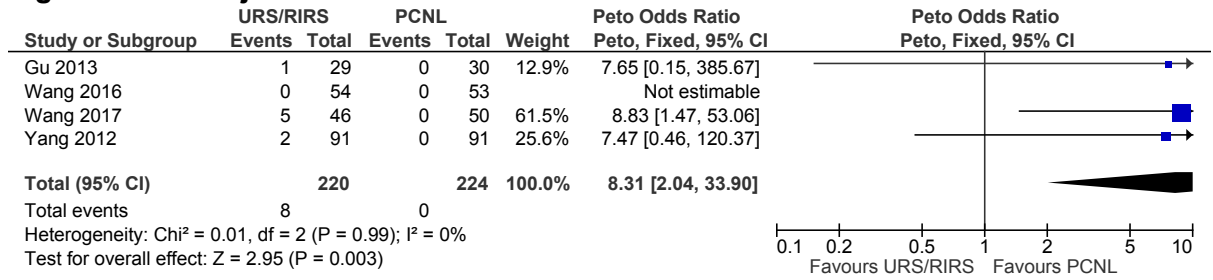 URS/RIRS PCNL Peto Odds Ratio Peto Odds Ratio
Study or Subgroup Events Total Events Total Weight Peto, Fixed, 95% CI Peto, Fixed, 95% CI
Gu 2013 1 29 0 30 12.9% 7.65 [0.15, 385.67]
Wang 2016 0 54 0 53 Not estimable
Wang 2017 5 46 0 50 61.5% 8.83 [1.47, 53.06]
Yang 2012 2 91 0 91 25.6% 7.47 [0.46, 120.37]
Total (95% CI) 220 224 100.0% 8.31 [2.04, 33.90]
Total events 8 0
Heterogeneity: Chi² = 0.01, df = 2 (P = 0.99); I² = 0%
Test for overall effect: Z = 2.95 (P = 0.003)
0.1 0.2 0.5 1 2 5 10
Favours URS/RIRS Favours PCNL